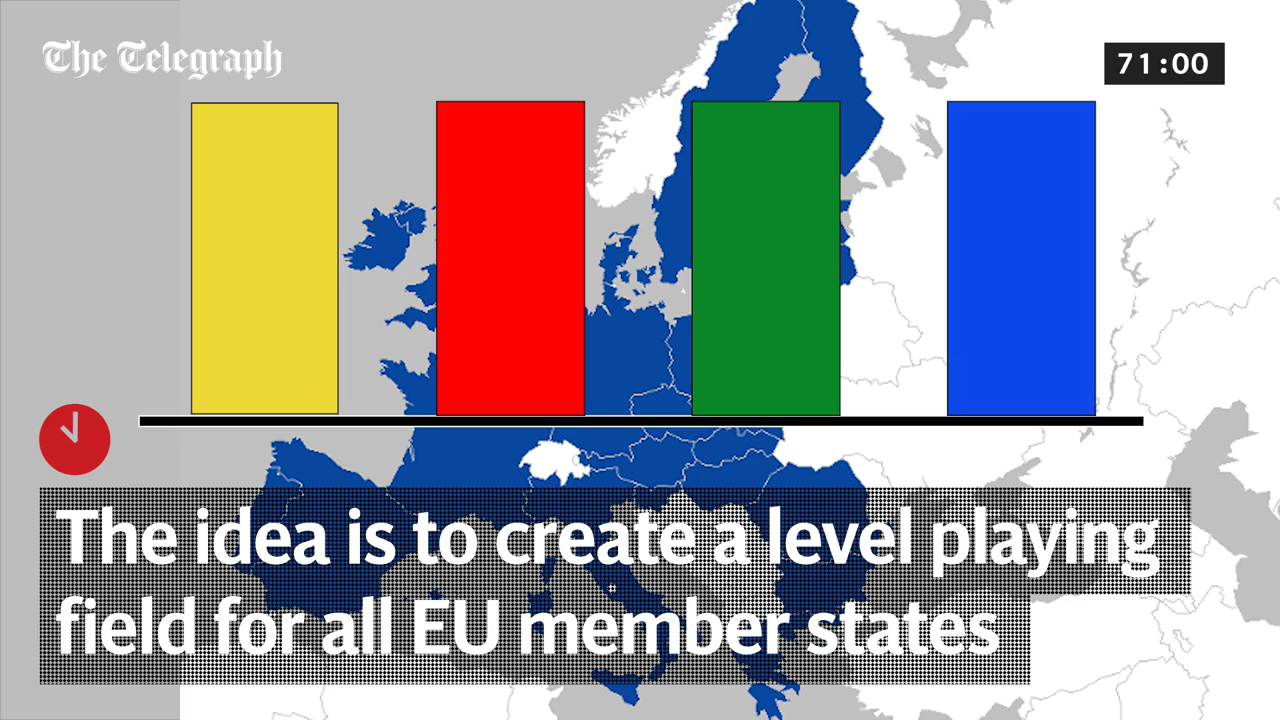 The Telegraph
71:00
The idea is to create a level playing
field for all EU member states